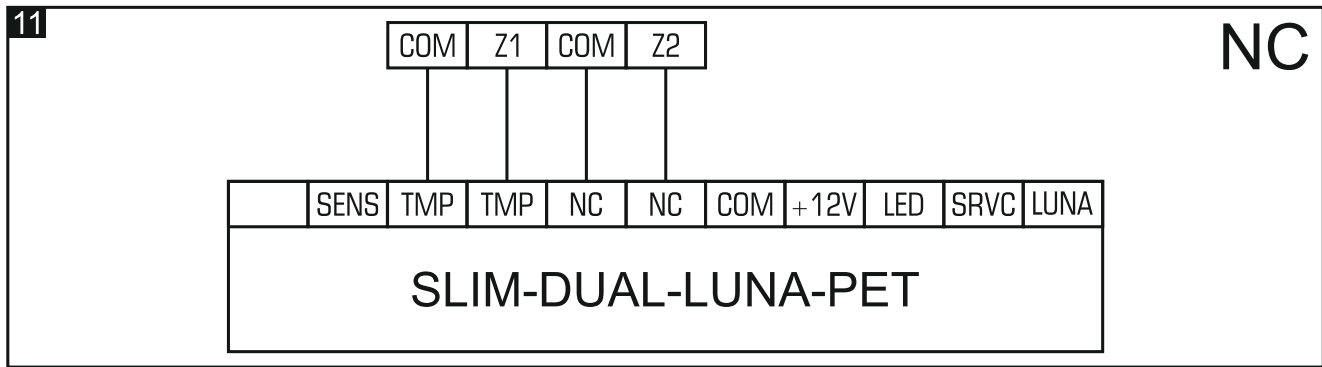 11
NC
COM Z1 COM Z2
SENS TMP TMP NC NC COM +12V LED SRVC LUNA
SLIM-DUAL-LUNA-PET